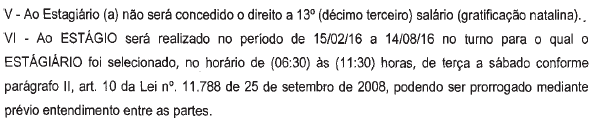 V - Ao Estagiário (a) não será concedido o direito a 13º (décimo terceiro) salário (gratificação natalina)..
VI - Ao ESTÁGIO será realizado no período de 15/02/16 a 14/08/16 no turno para o qual o
ESTAGIÁRIO foi selecionado, no horário de (06:30) às (11:30) horas, de terça a sábado conforme
parágrafo II, art. 10 da Lei nº. 11.788 de 25 de setembro de 2008, podendo ser prorrogado mediante
prévio entendimento entre as partes.